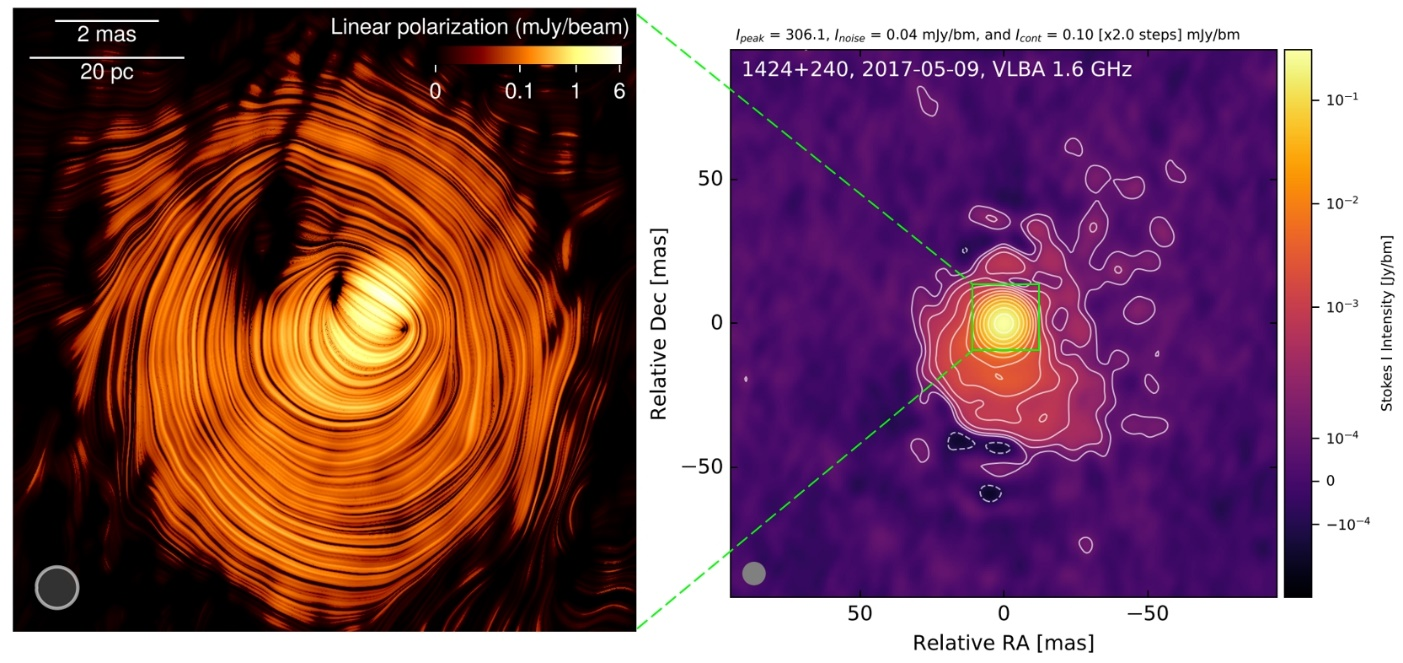 Linear polarization (mJy/beam)
2 mas
20 pc
0 0.1 1 6
I_peak = 306.1, I_noise = 0.04 mJy/bm, and I_cont = 0.10 [x2.0 steps] mJy/bm
1424+240, 2017-05-09, VLBA 1.6 GHz
50
0
−50
Relative Dec [mas]
50 0 −50
Relative RA [mas]
10⁻¹
10⁻²
10⁻³
10⁻⁴
0
−10⁻⁴
Stokes I Intensity [Jy/bm]